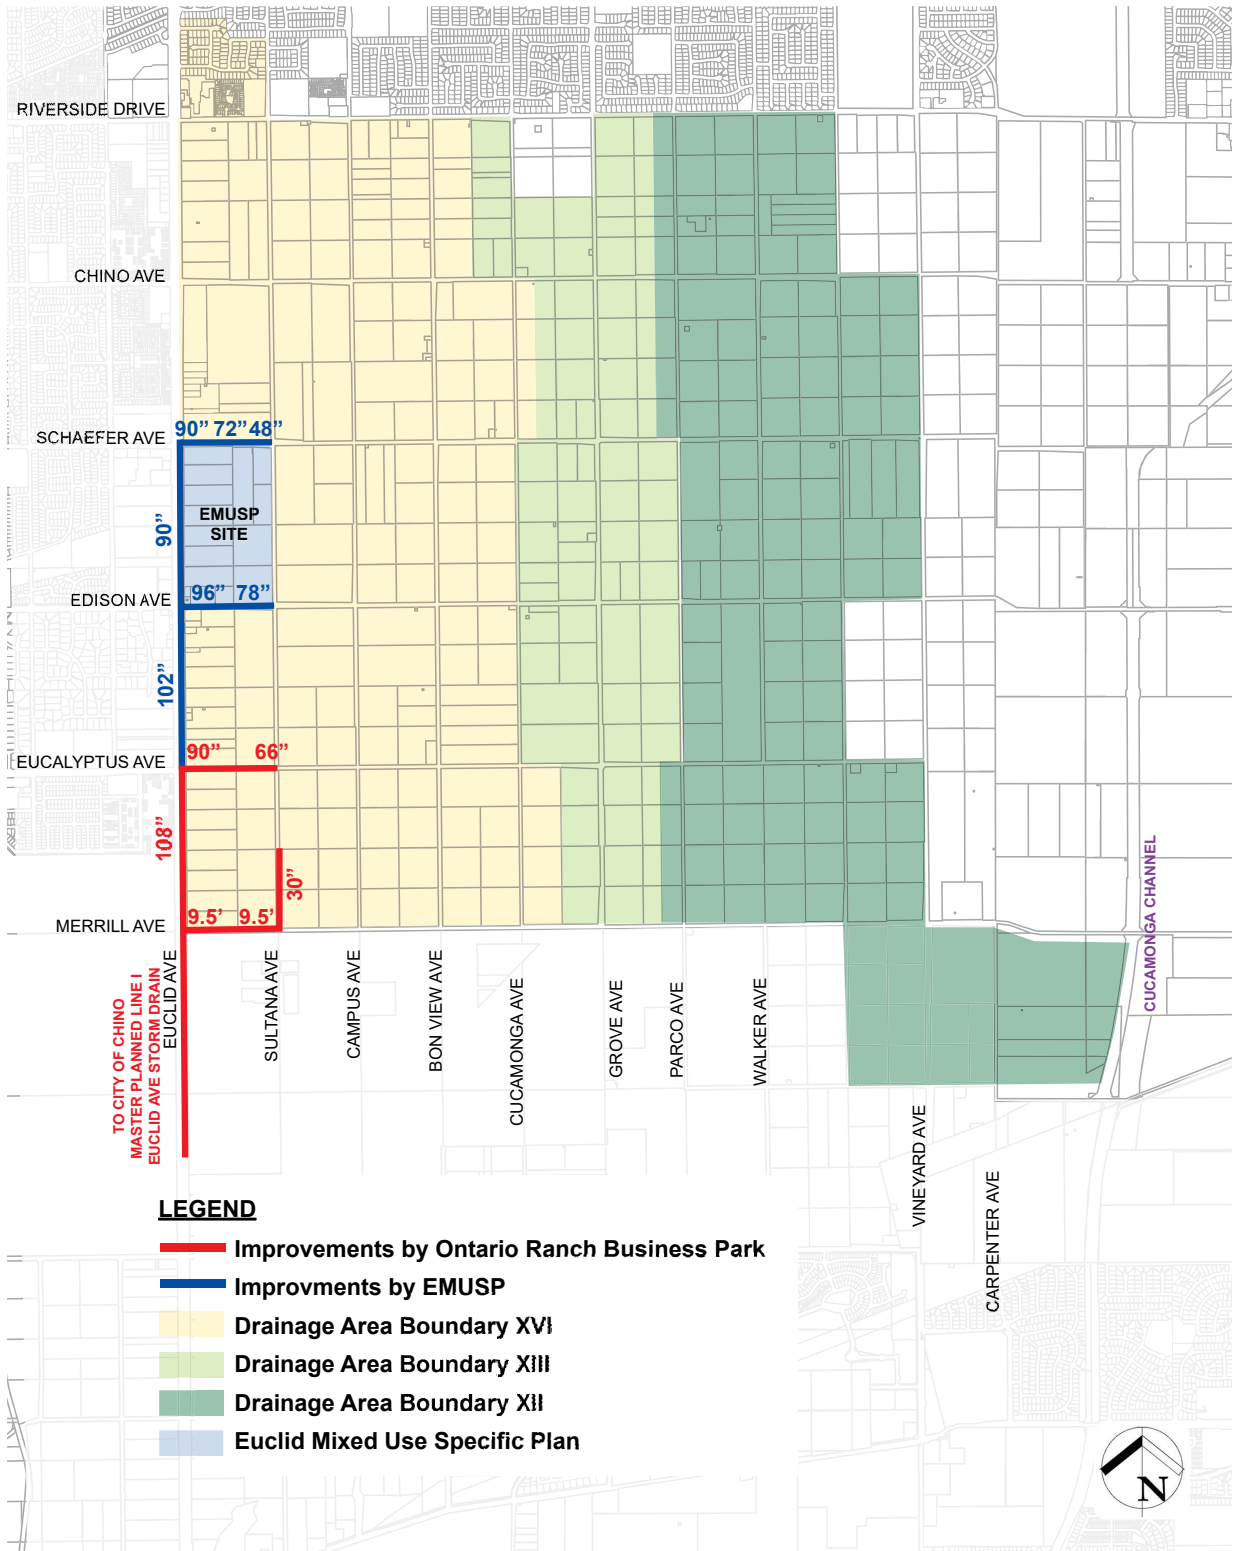 RIVERSIDE DRIVE
CHINO AVE
SCHAEFER AVE
90” 72” 48”
EMUSP
SITE
90”
96” 78”
EDISON AVE
102”
90” 66”
EUCALYPTUS AVE
108”
30”
9.5’ 9.5’
MERRILL AVE
CUCAMONGA CHANNEL
TO CITY OF CHINO
MASTER PLANNED LINE I
EUCLID AVE STORM DRAIN
EUCLID AVE
SULTANA AVE
CAMPUS AVE
BON VIEW AVE
CUCAMONGA AVE
GROVE AVE
PARCO AVE
WALKER AVE
VINEYARD AVE
CARPENTER AVE
LEGEND
Improvements by Ontario Ranch Business Park
Improvments by EMUSP
Drainage Area Boundary XVI
Drainage Area Boundary XIII
Drainage Area Boundary XII
Euclid Mixed Use Specific Plan
N